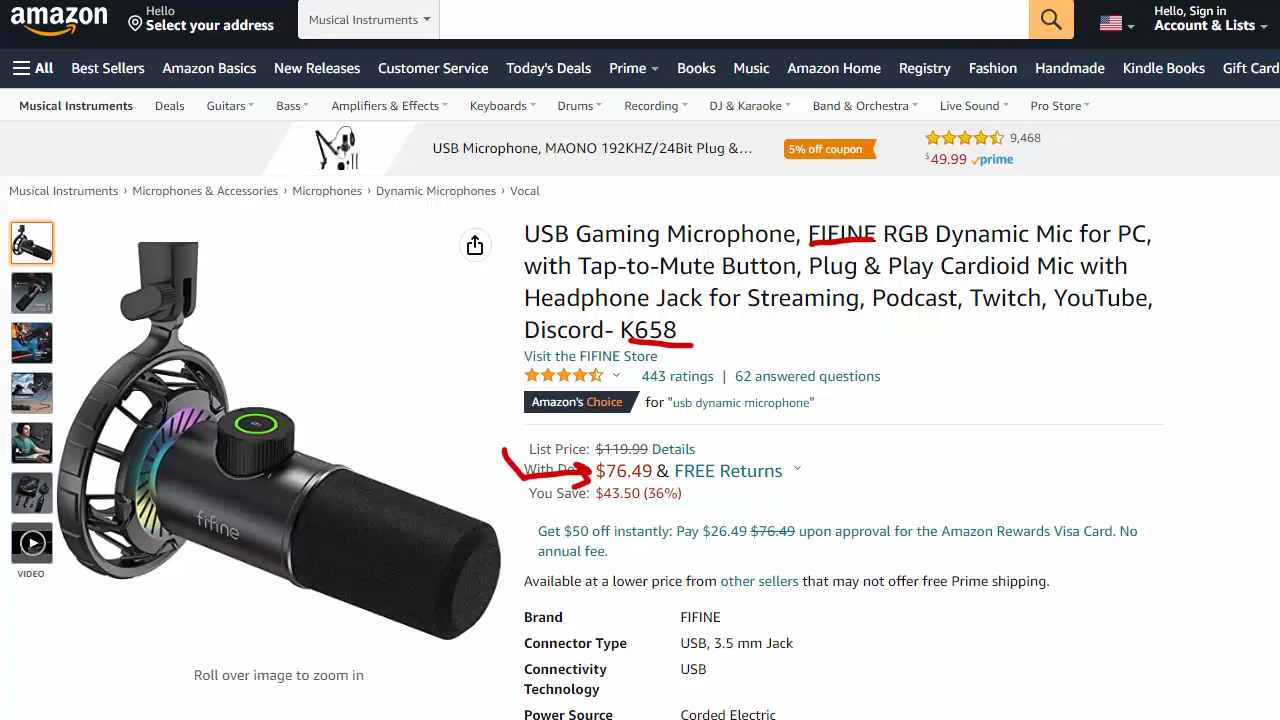 amazon
Hello
Select your address
Musical Instruments
Hello, Sign in
Account & Lists
All
Best Sellers
Amazon Basics
New Releases
Customer Service
Today's Deals
Prime
Books
Music
Amazon Home
Registry
Fashion
Handmade
Kindle Books
Gift Card
Musical Instruments
Deals
Guitars
Bass
Amplifiers & Effects
Keyboards
Drums
Recording
DJ & Karaoke
Band & Orchestra
Live Sound
Pro Store
USB Microphone, MAONO 192KHZ/24Bit Plug &...
5% off coupon
9,468
$49.99 prime
Musical Instruments › Microphones & Accessories › Microphones › Dynamic Microphones › Vocal
USB Gaming Microphone, FIFINE RGB Dynamic Mic for PC,
with Tap-to-Mute Button, Plug & Play Cardioid Mic with
Headphone Jack for Streaming, Podcast, Twitch, YouTube,
Discord- K658
Visit the FIFINE Store
443 ratings | 62 answered questions
Amazon's Choice for "usb dynamic microphone"
List Price: $119.99 Details
With $76.49 & FREE Returns
You Save: $43.50 (36%)
Get $50 off instantly: Pay $26.49 $76.49 upon approval for the Amazon Rewards Visa Card. No
annual fee.
Available at a lower price from other sellers that may not offer free Prime shipping.
Brand FIFINE
Connector Type USB, 3.5 mm Jack
Connectivity USB
Technology
Power Source Corded Electric
fifine
VIDEO
Roll over image to zoom in